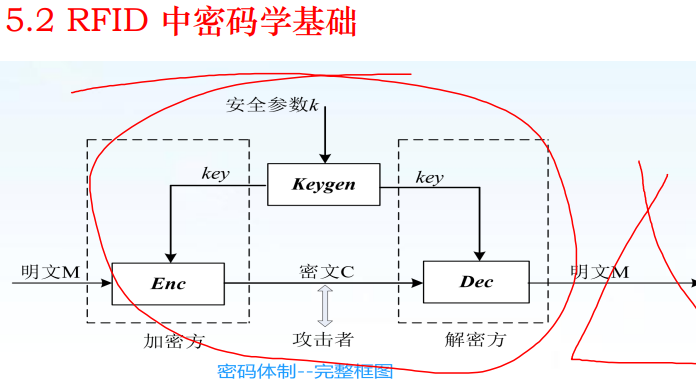 5.2 RFID 中密码学基础
安全参数k
key
Keygen
key
明文M
Enc
密文C
Dec
明文M
加密方
攻击者
解密方
密码体制--完整框图